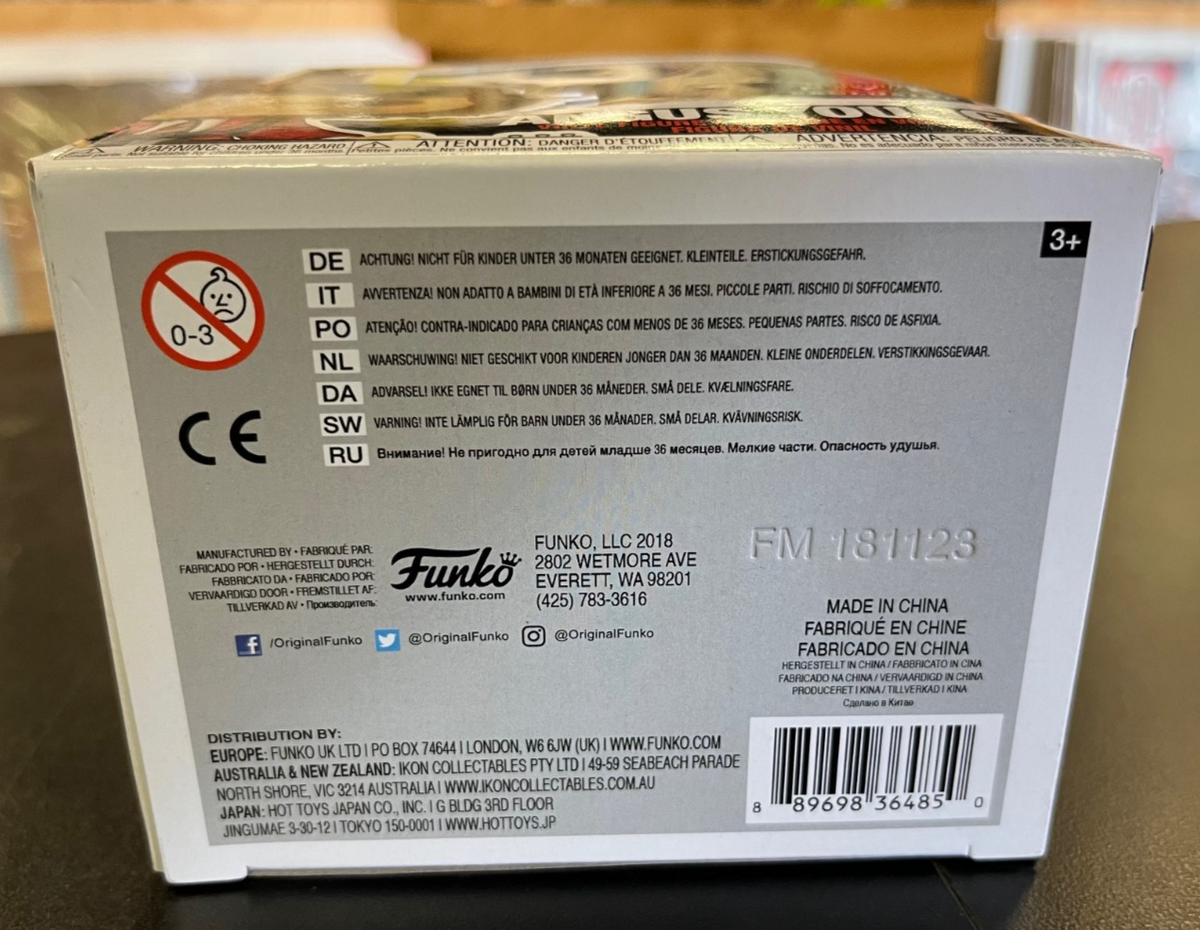 FIGURA DE VINIL
WARNING: CHOKING HAZARD
ATTENTION: DANGER D'ÉTOUFFEMENT
ADVERTENCIA: PELIGRO DE
3+
0-3
DE ACHTUNG! NICHT FÜR KINDER UNTER 36 MONATEN GEEIGNET. KLEINTEILE. ERSTICKUNGSGEFAHR.
IT AVVERTENZA! NON ADATTO A BAMBINI DI ETÀ INFERIORE A 36 MESI. PICCOLE PARTI. RISCHIO DI SOFFOCAMENTO.
PO ATENÇÃO! CONTRA-INDICADO PARA CRIANÇAS COM MENOS DE 36 MESES. PEQUENAS PARTES. RISCO DE ASFIXIA.
NL WAARSCHUWING! NIET GESCHIKT VOOR KINDEREN JONGER DAN 36 MAANDEN. KLEINE ONDERDELEN. VERSTIKKINGSGEVAAR.
DA ADVARSEL! IKKE EGNET TIL BØRN UNDER 36 MÅNEDER. SMÅ DELE. KVÆLNINGSFARE.
SW VARNING! INTE LÄMPLIG FÖR BARN UNDER 36 MÅNADER. SMÅ DELAR. KVÄVNINGSRISK.
RU Внимание! Не пригодно для детей младше 36 месяцев. Мелкие части. Опасность удушья.
CE
MANUFACTURED BY • FABRIQUÉ PAR:
FABRICADO POR • HERGESTELLT DURCH:
FABBRICATO DA • FABRICADO POR:
VERVAARDIGD DOOR • FREMSTILLET AF:
TILLVERKAD AV • Производитель:
Funko
www.funko.com
FUNKO, LLC 2018
2802 WETMORE AVE
EVERETT, WA 98201
(425) 783-3616
/OriginalFunko @OriginalFunko @OriginalFunko
FM 181123
MADE IN CHINA
FABRIQUÉ EN CHINE
FABRICADO EN CHINA
HERGESTELLT IN CHINA / FABBRICATO IN CINA
FABRICADO NA CHINA / VERVAARDIGD IN CHINA
PRODUCERET I KINA / TILLVERKAD I KINA
Сделано в Китае
DISTRIBUTION BY:
EUROPE: FUNKO UK LTD I PO BOX 74644 I LONDON, W6 6JW (UK) I WWW.FUNKO.COM
AUSTRALIA & NEW ZEALAND: IKON COLLECTABLES PTY LTD I 49-59 SEABEACH PARADE
NORTH SHORE, VIC 3214 AUSTRALIA I WWW.IKONCOLLECTABLES.COM.AU
JAPAN: HOT TOYS JAPAN CO., INC. I G BLDG 3RD FLOOR
JINGUMAE 3-30-12 I TOKYO 150-0001 I WWW.HOTTOYS.JP
8 89698 36485 0